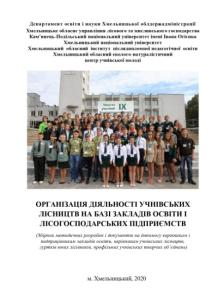 Департамент освіти і науки Хмельницької облдержадміністрації
Хмельницьке обласне управління лісового та мисливського господарства
Кам'янець-Подільський національний університет імені Івана Огієнка
Хмельницький національний університет
Хмельницький обласний інститут післядипломної педагогічної освіти
Хмельницький обласний еколого-натуралістичний
центр учнівської молоді
IX
ОРГАНІЗАЦІЯ ДІЯЛЬНОСТІ УЧНІВСЬКИХ
ЛІСНИЦТВ НА БАЗІ ЗАКЛАДІВ ОСВІТИ І
ЛІСОГОСПОДАРСЬКИХ ПІДПРИЄМСТВ
(Збірник методичних розробок і документів на допомогу керівникам і
педпрацівникам закладів освіти, керівникам учнівських лісництв,
гуртків юних лісівників, профільних учнівських творчих об'єднань)
м. Хмельницький, 2020